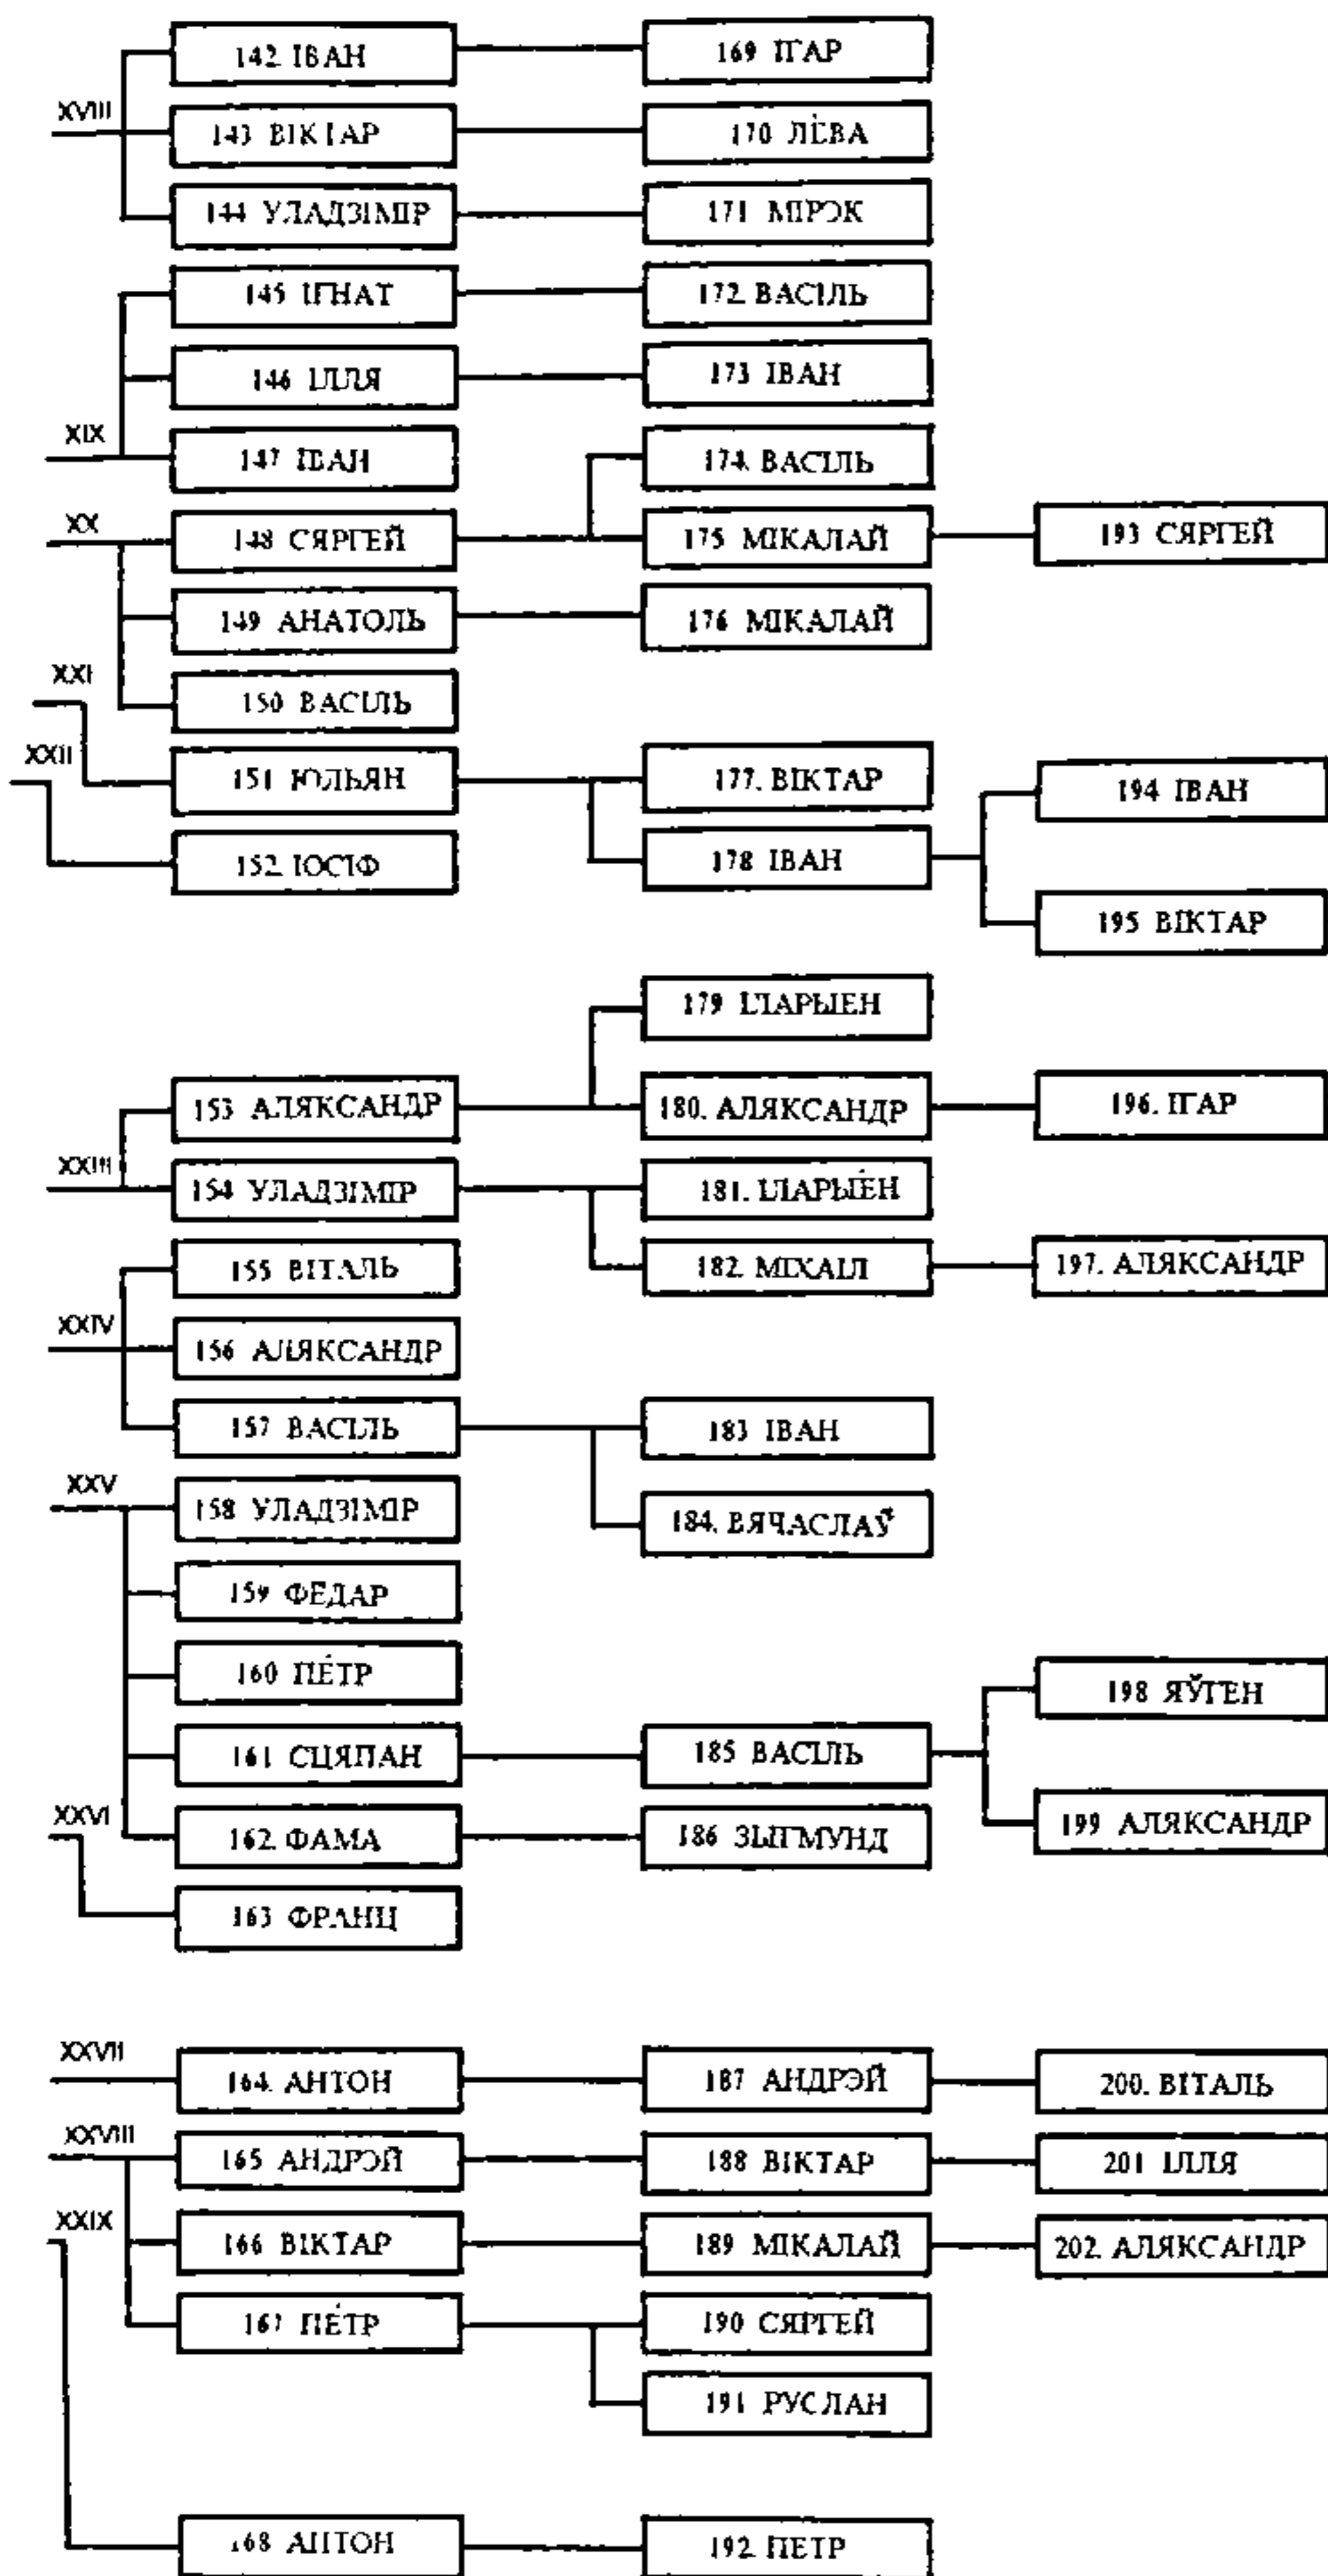 142. ІВАН
169 ІГАР
XVIII
143 ВІКТАР
170 ЛЁВА
144 УЛАДЗІМІР
171 МІРЭК
145 ІГНАТ
172. ВАСІЛЬ
146 ІЛЛЯ
173 ІВАН
XIX
147 ІВАН
174. ВАСІЛЬ
XX
148 СЯРГЕЙ
175 МІКАЛАЙ
193 СЯРГЕЙ
149 АНАТОЛЬ
176 МІКАЛАЙ
XXI
150 ВАСІЛЬ
XXII
151 ЮЛЬЯН
177. ВІКТАР
194 ІВАН
152. ІОСІФ
178 ІВАН
195 ВІКТАР
179 ІЛАРЫЕН
153 АЛЯКСАНДР
180. АЛЯКСАНДР
196. ІГАР
XXIII
154 УЛАДЗІМІР
181. ІЛАРЫЁН
155 ВІТАЛЬ
182. МІХАІЛ
197. АЛЯКСАНДР
XXIV
156 АЛЯКСАНДР
157 ВАСІЛЬ
183 ІВАН
XXV
158 УЛАДЗІМІР
184. ВЯЧАСЛАЎ
159 ФЕДАР
160 ПЁТР
198 ЯЎГЕН
161 СЦЯПАН
185 ВАСІЛЬ
XXVI
162. ФАМА
186 ЗЫГМУНД
199 АЛЯКСАНДР
163 ФРАНЦ
XXVII
164. АНТОН
187 АНДРЭЙ
200. ВІТАЛЬ
XXVIII
165 АНДРЭЙ
188 ВІКТАР
201 ІЛЛЯ
XXIX
166 ВІКТАР
189 МІКАЛАЙ
202. АЛЯКСАНДР
167 ПЁТР
190 СЯРГЕЙ
191 РУСЛАН
168 АНТОН
192. ПЕТР